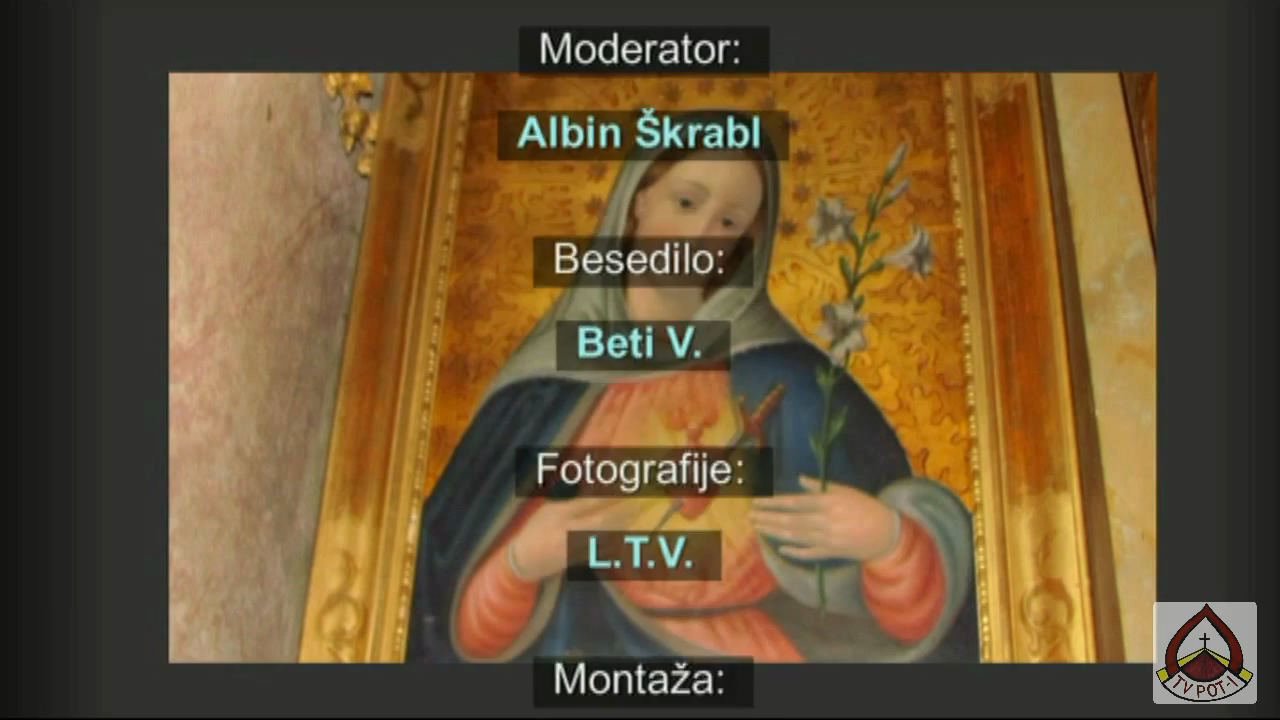 Moderator:
Albin Škrabl
Besedilo:
Beti V.
Fotografije:
L.T.V.
Montaža:
TV POT-1